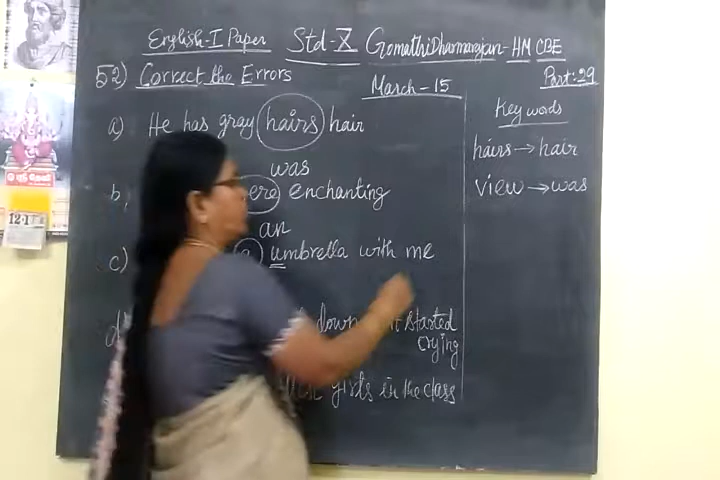 English-I Paper Std-X GomathiDharmarajan-HM CBE
52) Correct the Errors
March-15
Part:29
a) He has gray hairs hair
was
b, ere enchanting
an
c) a umbrella with me
d) down started
crying
girls in the class
Key words
hairs → hair
view → was
12-1